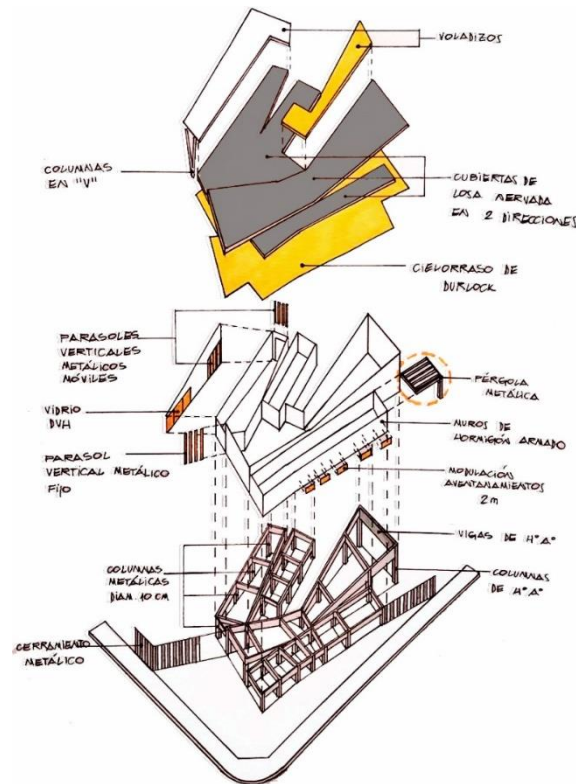 VOLADIZOS
COLUMNAS
EN "V"
CUBIERTAS DE
LOSA NERVADA
EN 2 DIRECCIONES
CIELORRASO DE
DURLOCK
PARASOLES
VERTICALES
METÁLICOS
MÓVILES
VIDRIO
DVH
PARASOL
VERTICAL METÁLICO
FIJO
PÉRGOLA
METÁLICA
MUROS DE
HORMIGÓN ARMADO
MODULACIÓN
AVENTANAMIENTOS
2m
COLUMNAS
METÁLICAS
DIAM. 10 CM
VIGAS DE HºAº
COLUMNAS
DE HºAº
CERRAMIENTO
METÁLICO